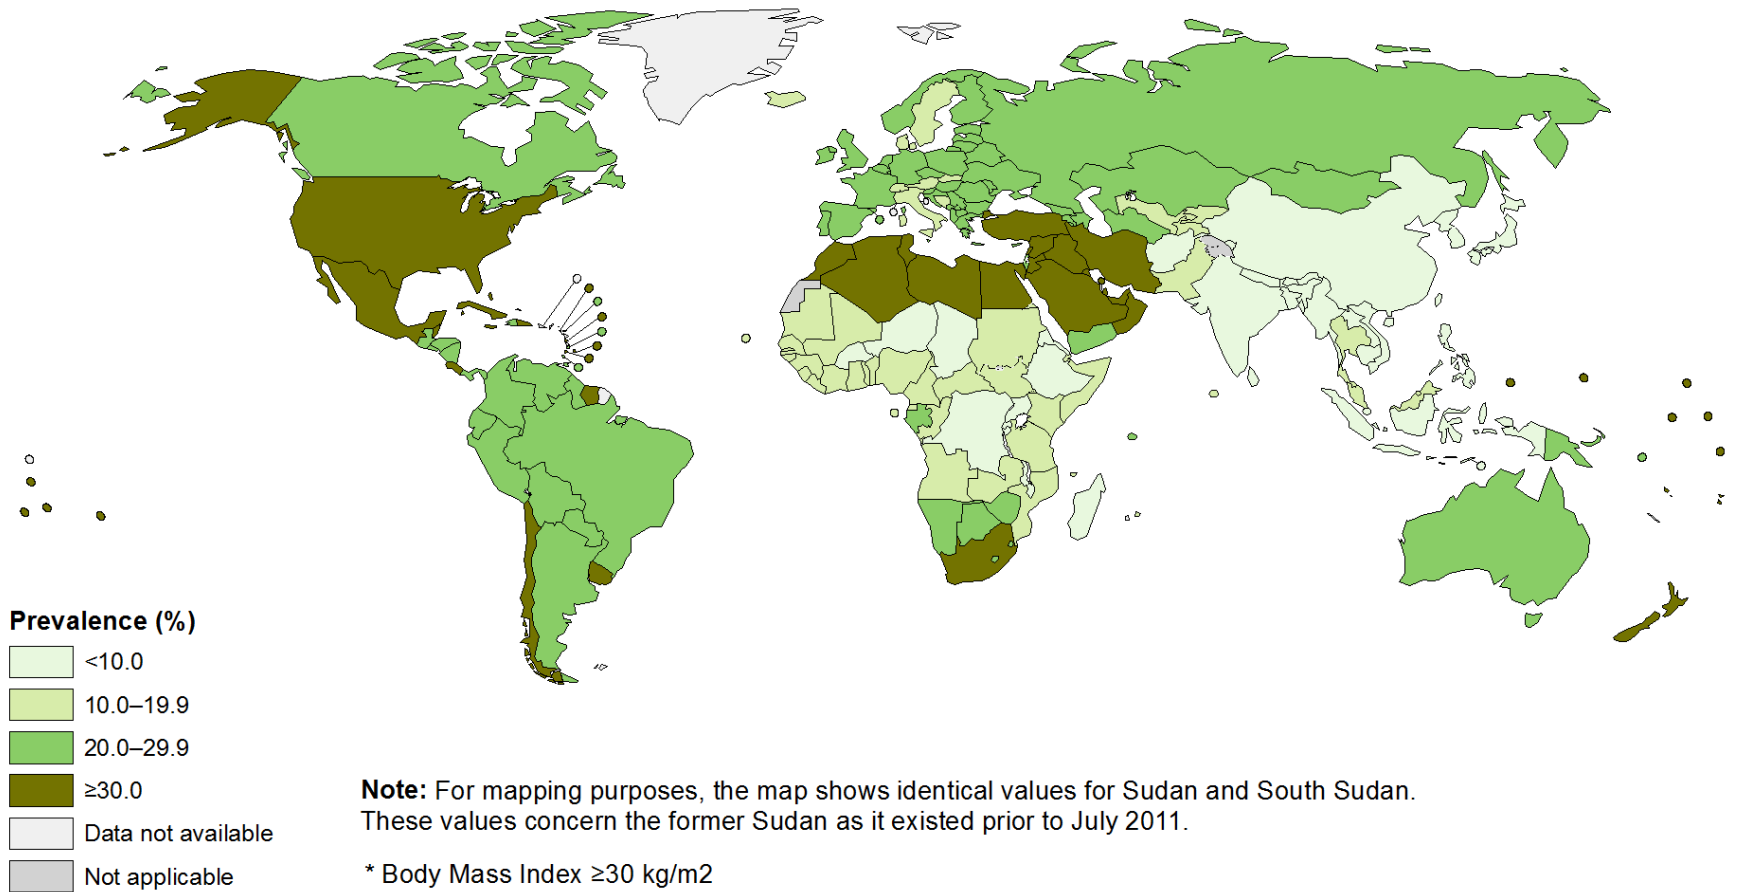 Prevalence (%)
<10.0
10.0–19.9
20.0–29.9
≥30.0
Data not available
Not applicable
Note: For mapping purposes, the map shows identical values for Sudan and South Sudan.
These values concern the former Sudan as it existed prior to July 2011.
* Body Mass Index ≥30 kg/m2